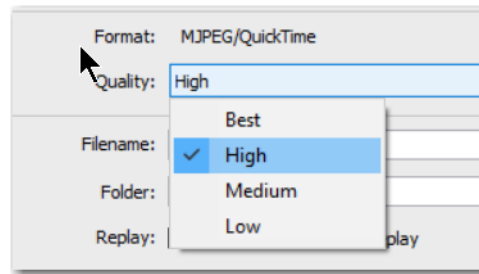 Format: MJPEG/QuickTime
Quality: High
Best
Filename:
High
Folder:
Medium
Low
Replay: play